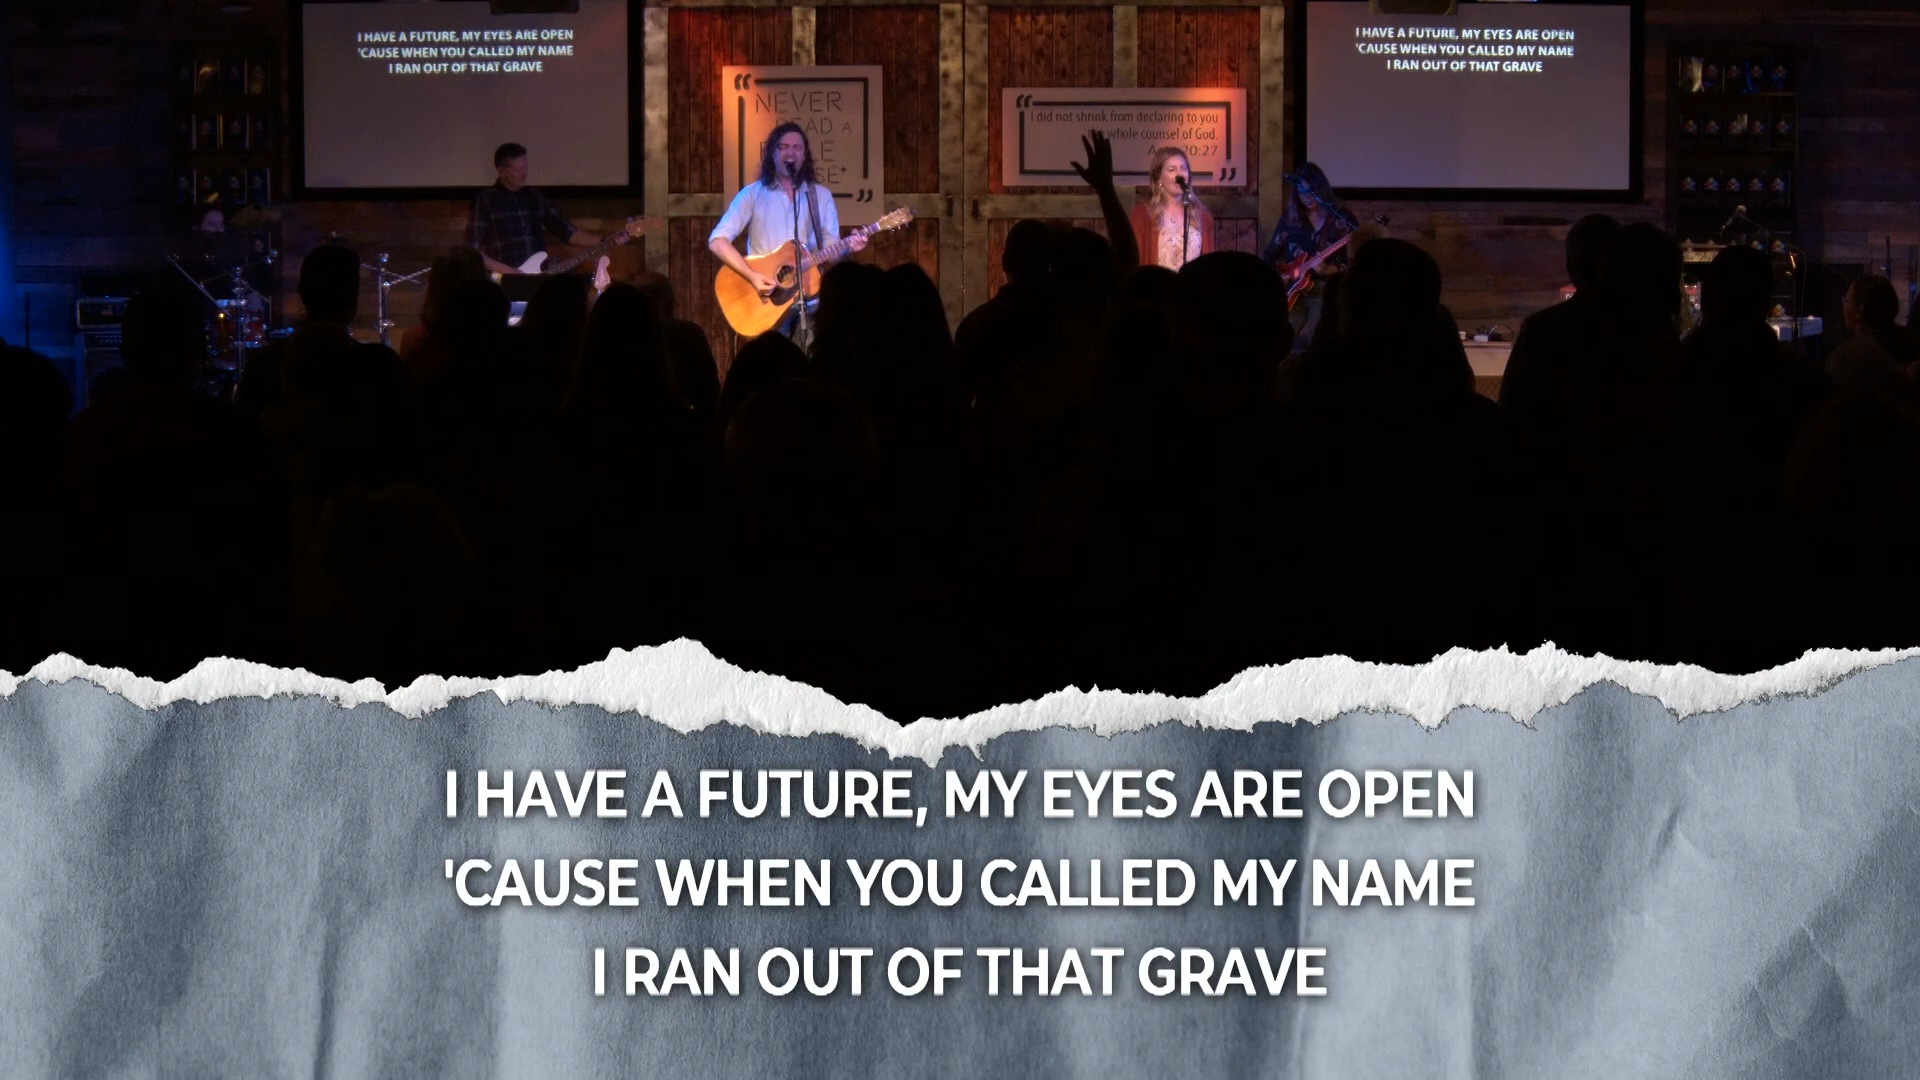 I HAVE A FUTURE, MY EYES ARE OPEN
'CAUSE WHEN YOU CALLED MY NAME
I RAN OUT OF THAT GRAVE
I HAVE A FUTURE, MY EYES ARE OPEN
'CAUSE WHEN YOU CALLED MY NAME
I RAN OUT OF THAT GRAVE
“
NEVER
A
”
“
I did not shrink from declaring to you
whole counsel of God.
20:27
”
I HAVE A FUTURE, MY EYES ARE OPEN
'CAUSE WHEN YOU CALLED MY NAME
I RAN OUT OF THAT GRAVE